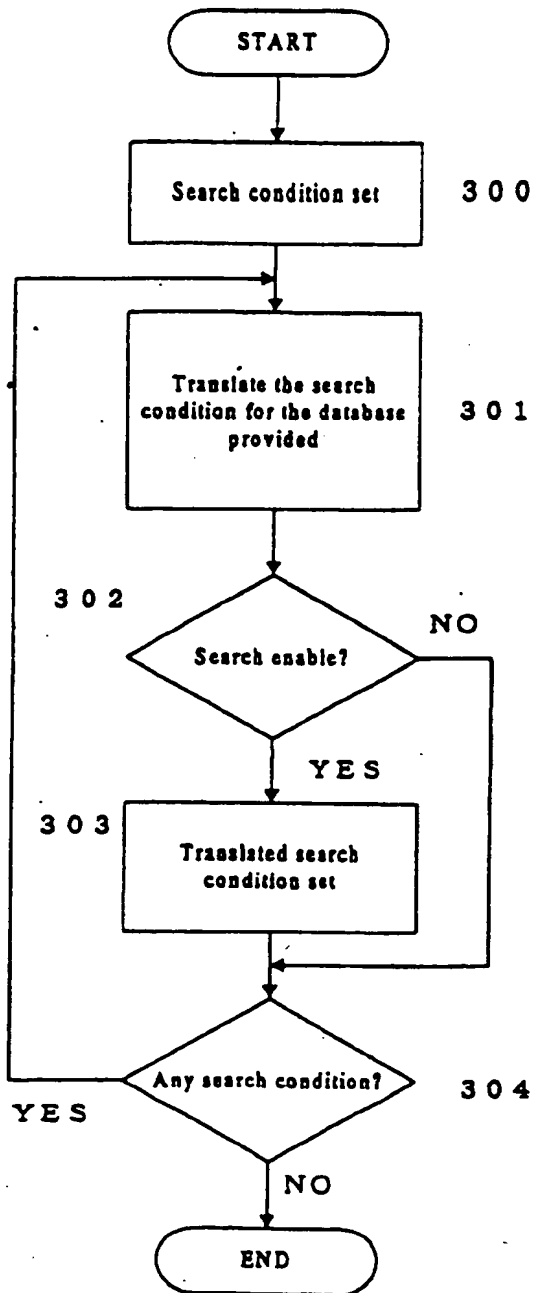 START
Search condition set
300
Translate the search
condition for the database
provided
301
302
Search enable?
NO
YES
303
Translated search
condition set
Any search condition?
304
YES
NO
END